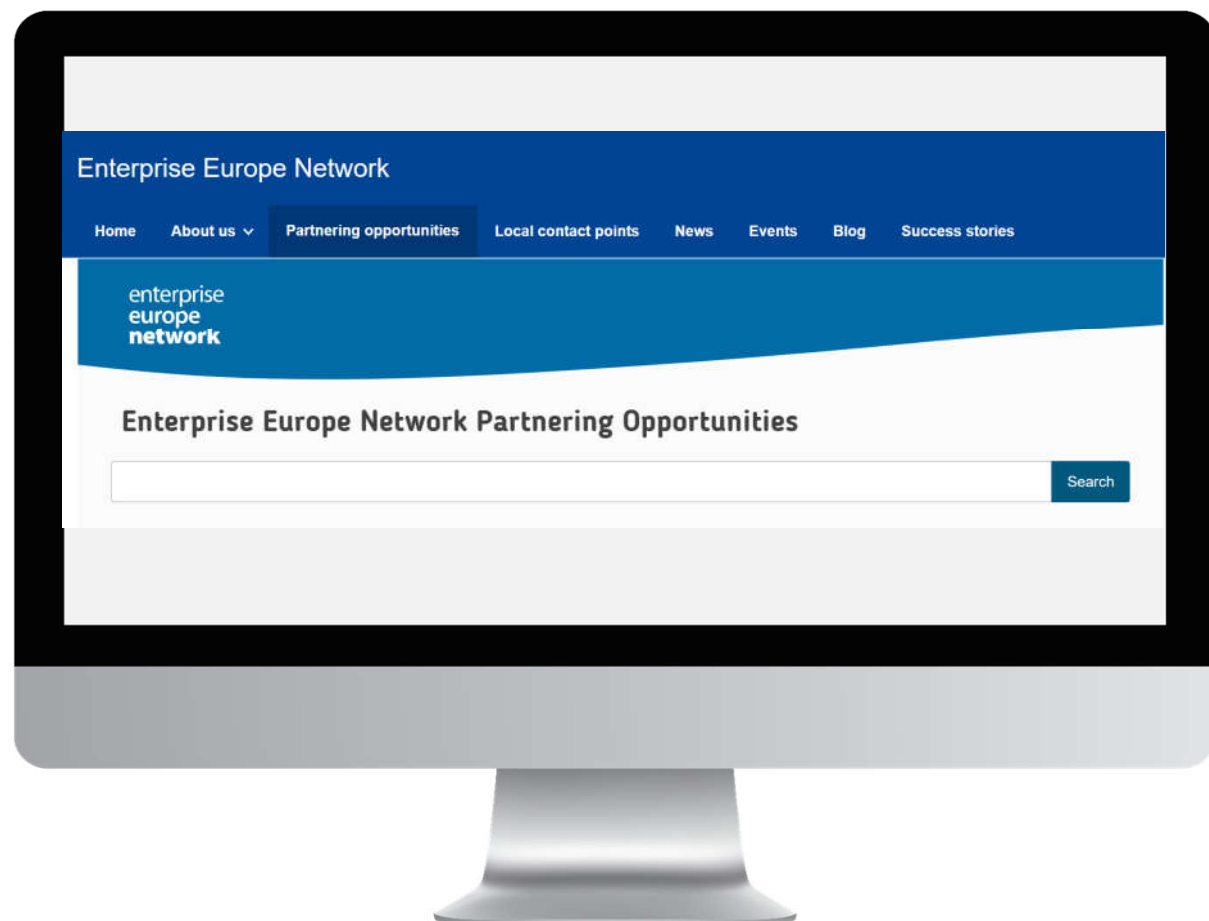 Enterprise Europe Network
Home About us Partnering opportunities Local contact points News Events Blog Success stories
enterprise
europe
network
Enterprise Europe Network Partnering Opportunities
Search